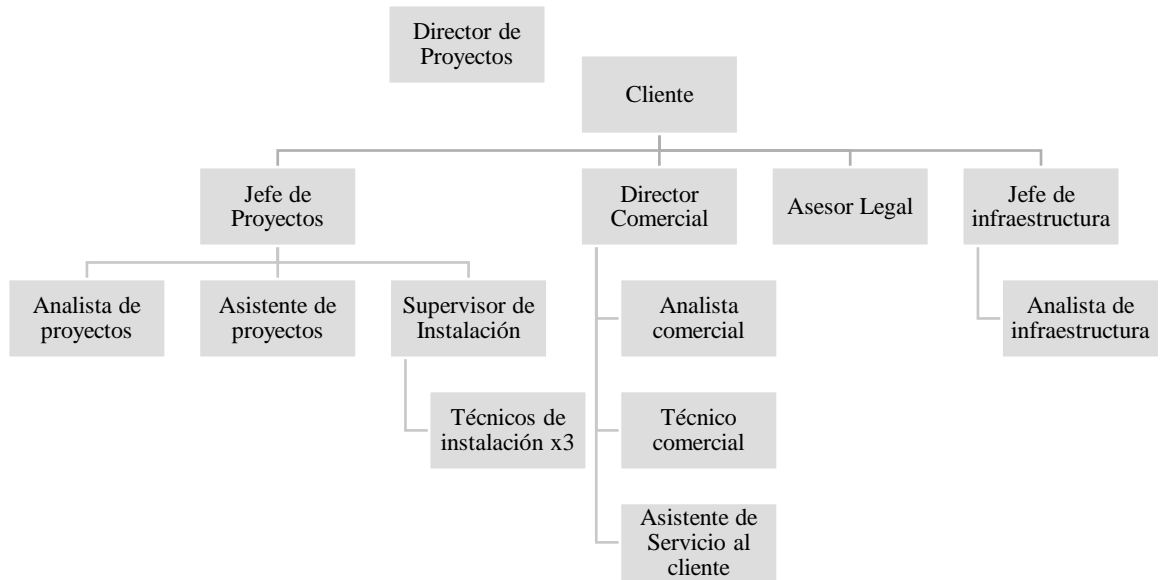 Director de
Proyectos
Cliente
Jefe de
Proyectos
Director
Comercial
Asesor Legal
Jefe de
infraestructura
Analista de
proyectos
Asistente de
proyectos
Supervisor de
Instalación
Analista
comercial
Analista de
infraestructura
Técnicos de
instalación x3
Técnico
comercial
Asistente de
Servicio al
cliente